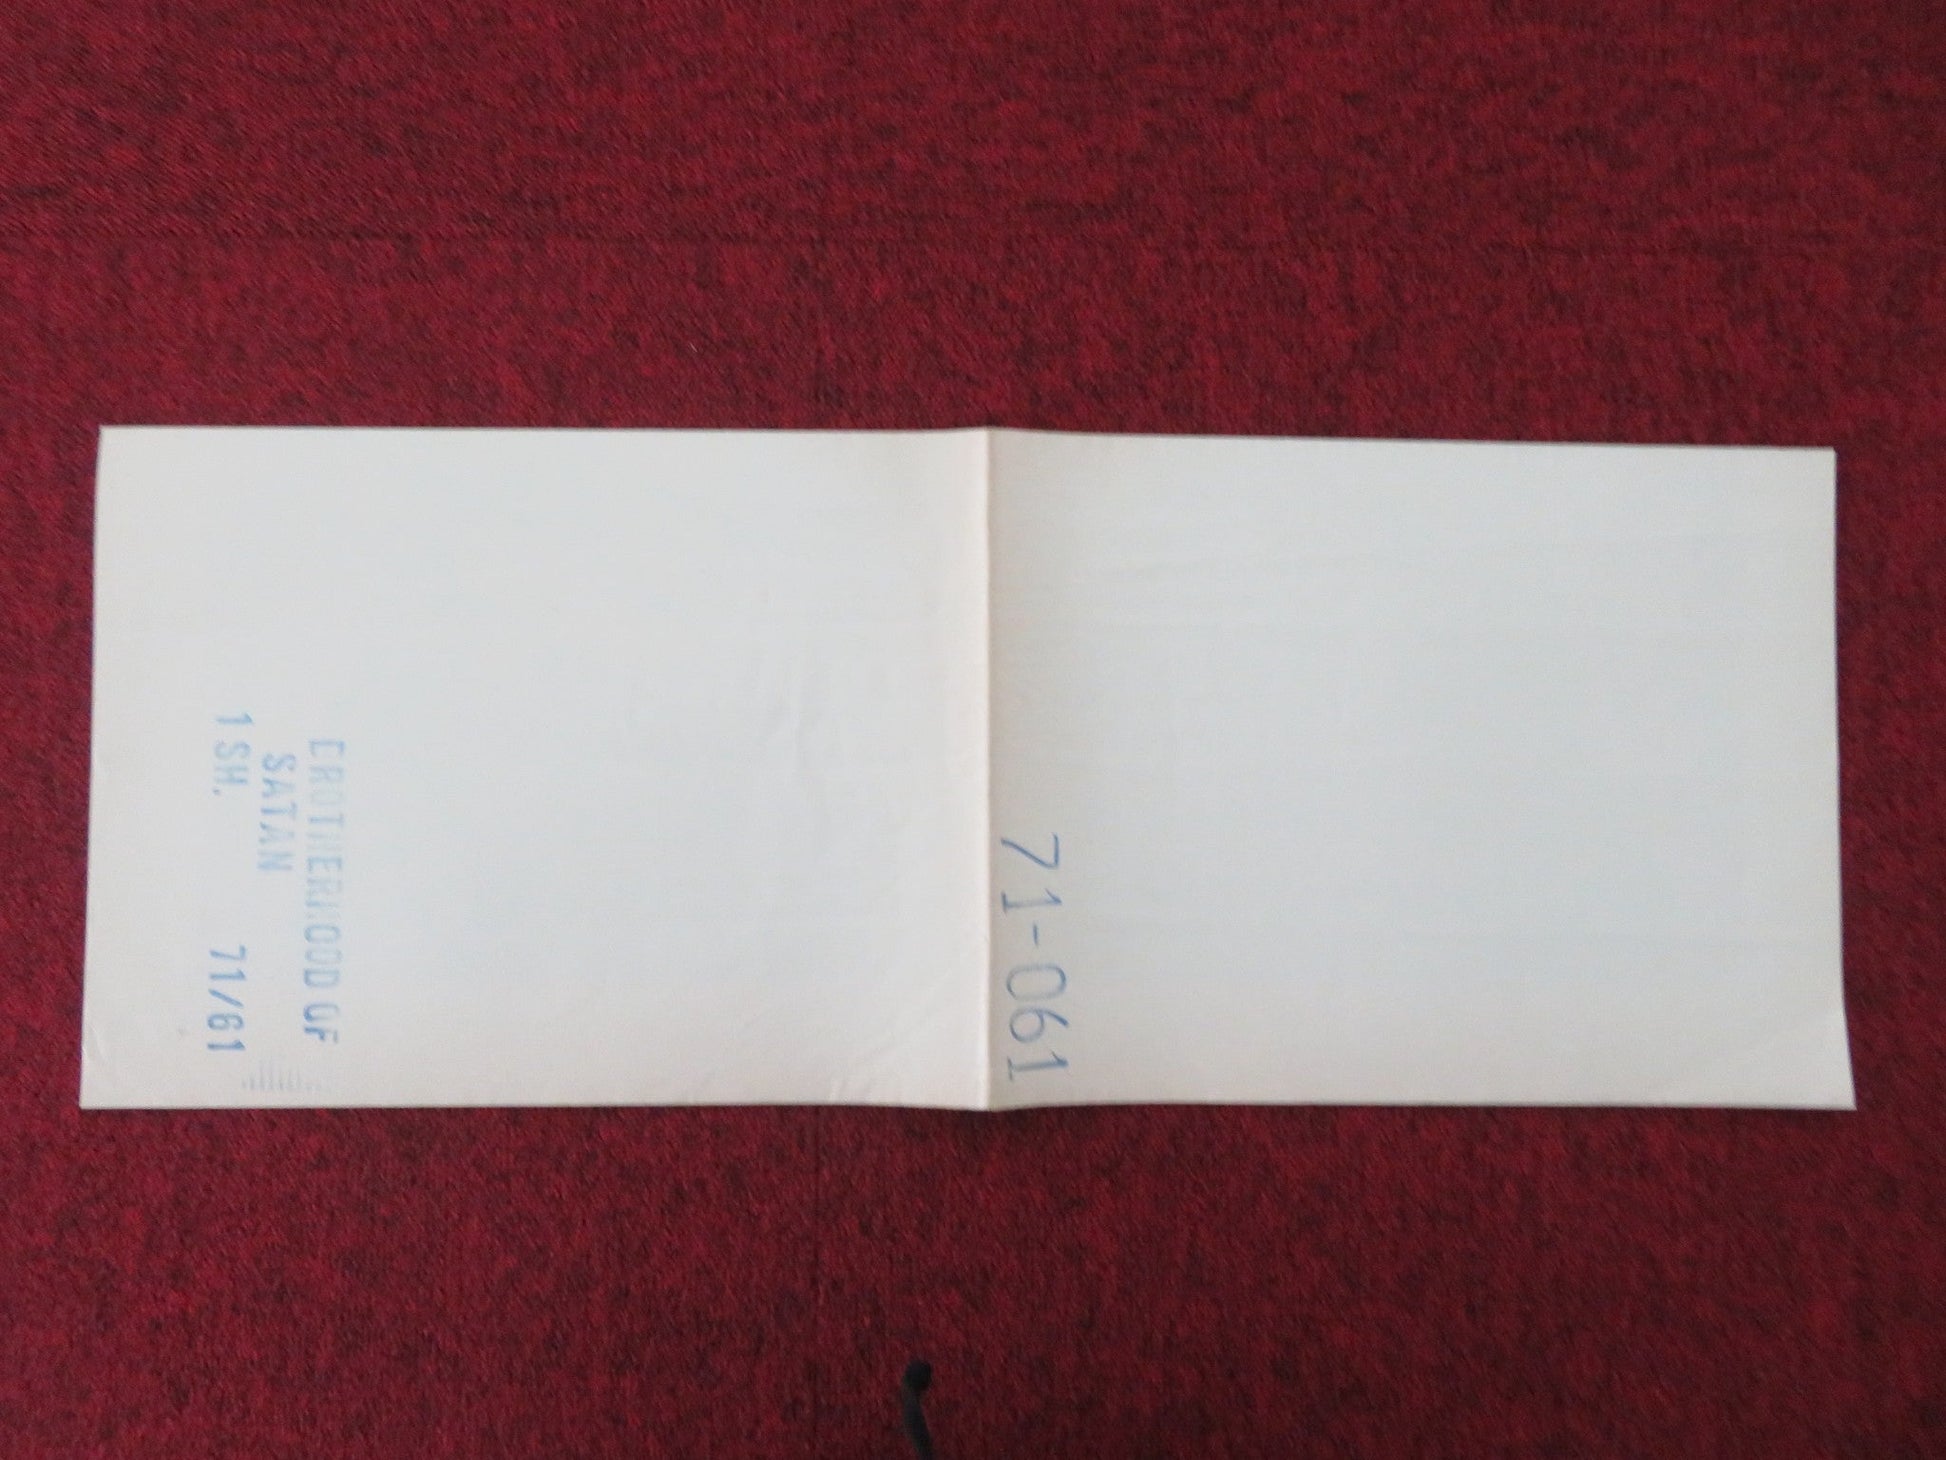 BROTHERHOOD OF
SATAN
1 SH. 71/61
71-061